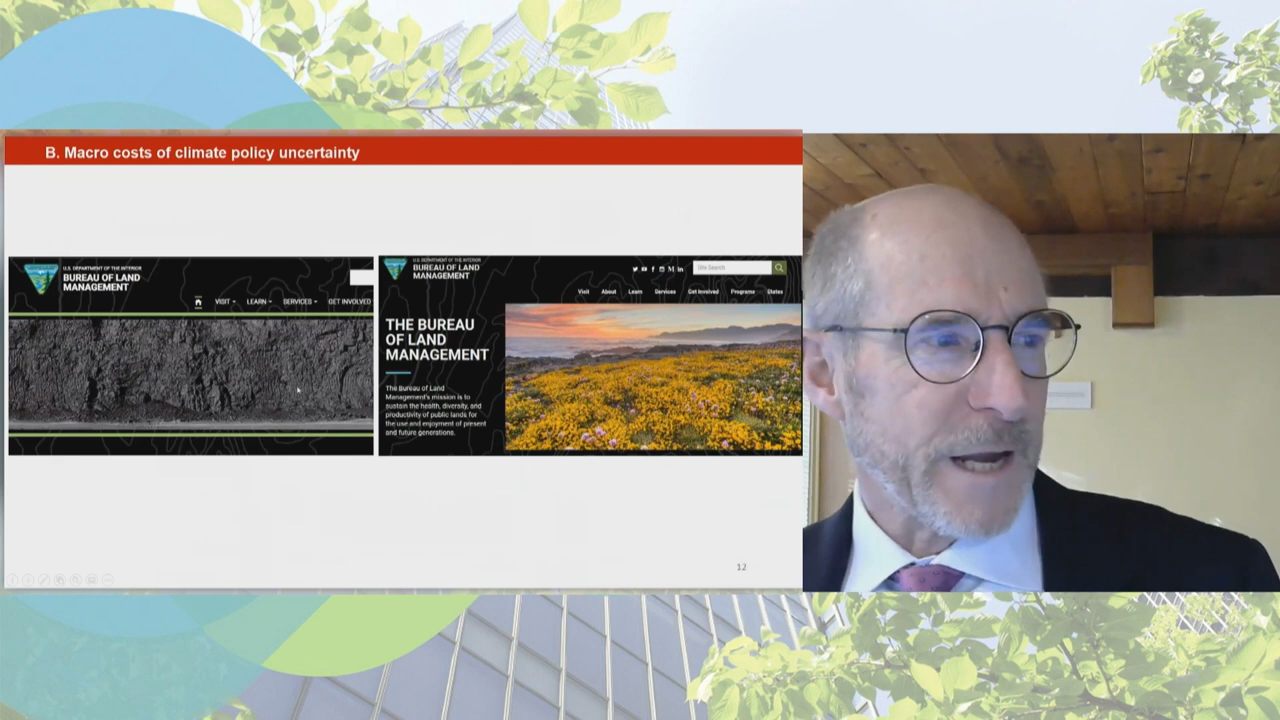 B. Macro costs of climate policy uncertainty
U.S. DEPARTMENT OF THE INTERIOR
BUREAU OF LAND
MANAGEMENT
VISIT
LEARN
SERVICES
GET INVOLVED
U.S. DEPARTMENT OF THE INTERIOR
BUREAU OF LAND
MANAGEMENT
Site Search
Visit
About
Learn
Services
Get Involved
Programs
States
THE BUREAU
OF LAND
MANAGEMENT
The Bureau of Land
Management's mission is to
sustain the health, diversity, and
productivity of public lands for
the use and enjoyment of present
and future generations.
12